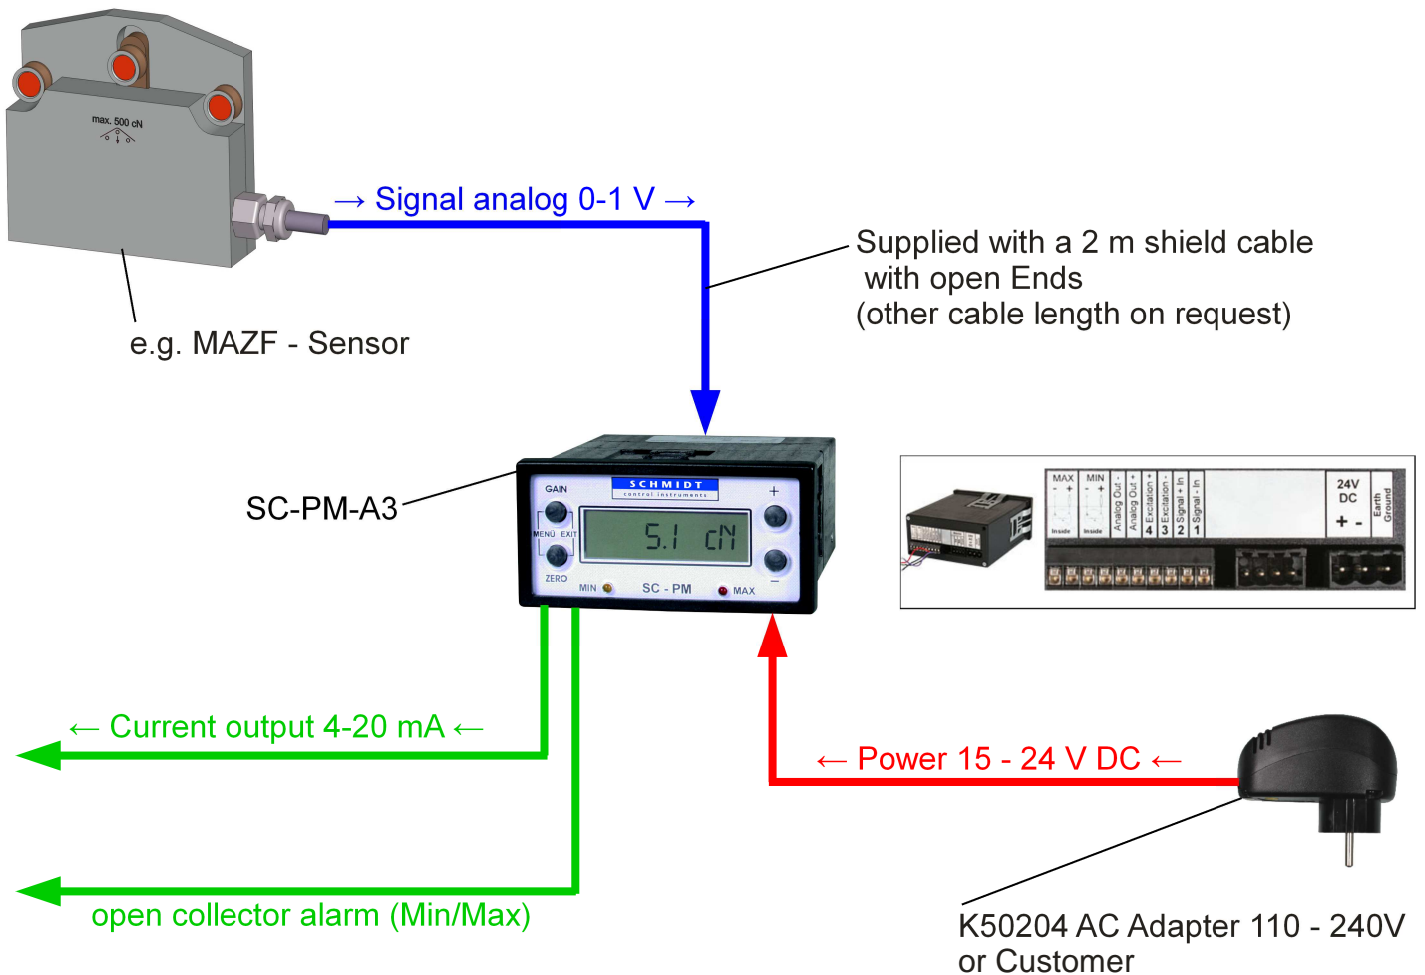 max. 500 cN
→ Signal analog 0-1 V →
Supplied with a 2 m shield cable
with open Ends
(other cable length on request)
e.g. MAZF - Sensor
SC-PM-A3
SCHMIDT
control instruments
GAIN
+
MENÜ EXIT
5.1 cN
ZERO
−
MIN
SC - PM
MAX
MAX
- +
Inside
MIN
- +
Inside
Analog Out -
Analog Out +
4 Excitation +
3 Excitation -
2 Signal + In
1 Signal - In
24V
DC
+ -
Earth
Ground
← Current output 4-20 mA ←
← Power 15 - 24 V DC ←
open collector alarm (Min/Max)
K50204 AC Adapter 110 - 240V
or Customer